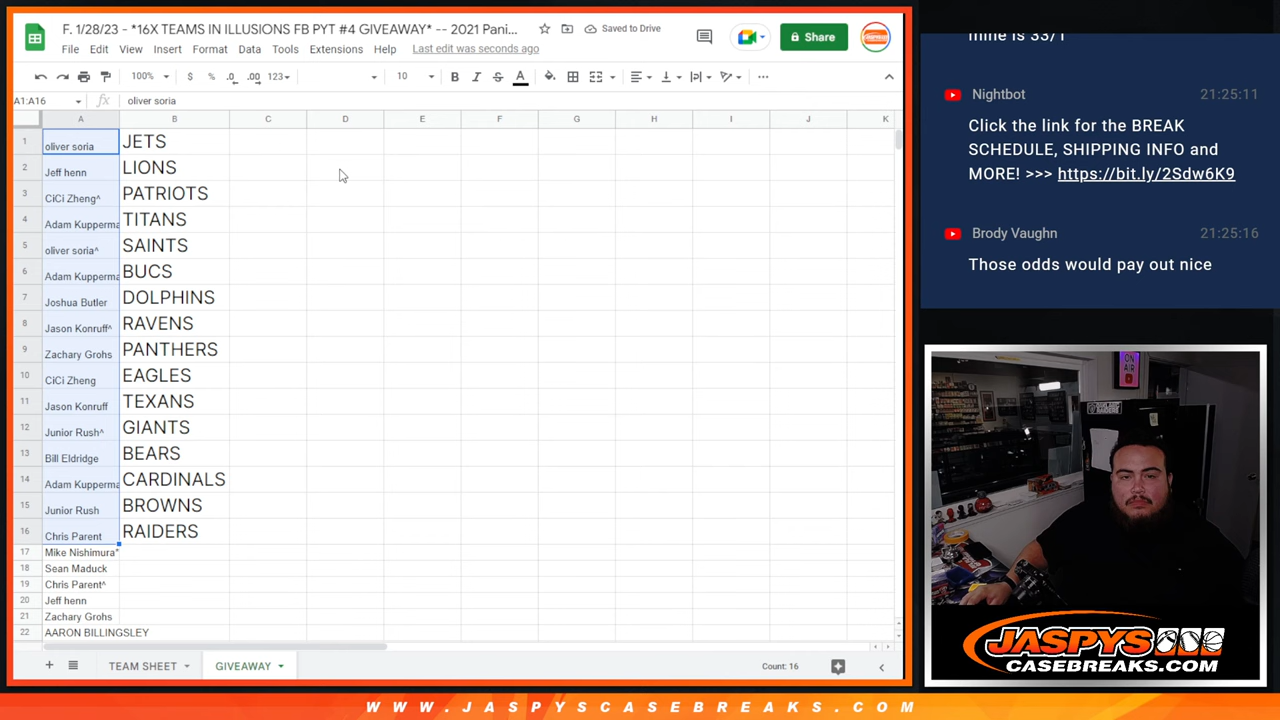 F. 1/28/23 - *16X TEAMS IN ILLUSIONS FB PYT #4 GIVEAWAY* -- 2021 Pani...
Saved to Drive
File Edit View Insert Format Data Tools Extensions Help Last edit was seconds ago
Share
100% $ % .0 .00 123 10 B I S A
A1:A16 fx oliver soria
A B C D E F G H I J K
1 oliver soria JETS
2 Jeff henn LIONS
3 CiCi Zheng^ PATRIOTS
4 Adam Kupperma TITANS
5 oliver soria^ SAINTS
6 Adam Kupperma BUCS
7 Joshua Butler DOLPHINS
8 Jason Konruff^ RAVENS
9 Zachary Grohs PANTHERS
10 CiCi Zheng EAGLES
11 Jason Konruff TEXANS
12 Junior Rush^ GIANTS
13 Bill Eldridge BEARS
14 Adam Kupperma CARDINALS
15 Junior Rush BROWNS
16 Chris Parent RAIDERS
17 Mike Nishimura^
18 Sean Maduck
19 Chris Parent^
20 Jeff henn
21 Zachary Grohs
22 AARON BILLINGSLEY
TEAM SHEET GIVEAWAY Count: 16
mine is 33/1
Nightbot 21:25:11
Click the link for the BREAK
SCHEDULE, SHIPPING INFO and
MORE! >>> https://bit.ly/2Sdw6K9
Brody Vaughn 21:25:16
Those odds would pay out nice
ON AIR
JASPYS
CASEBREAKS.COM
WWW.JASPYSCASEBREAKS.COM